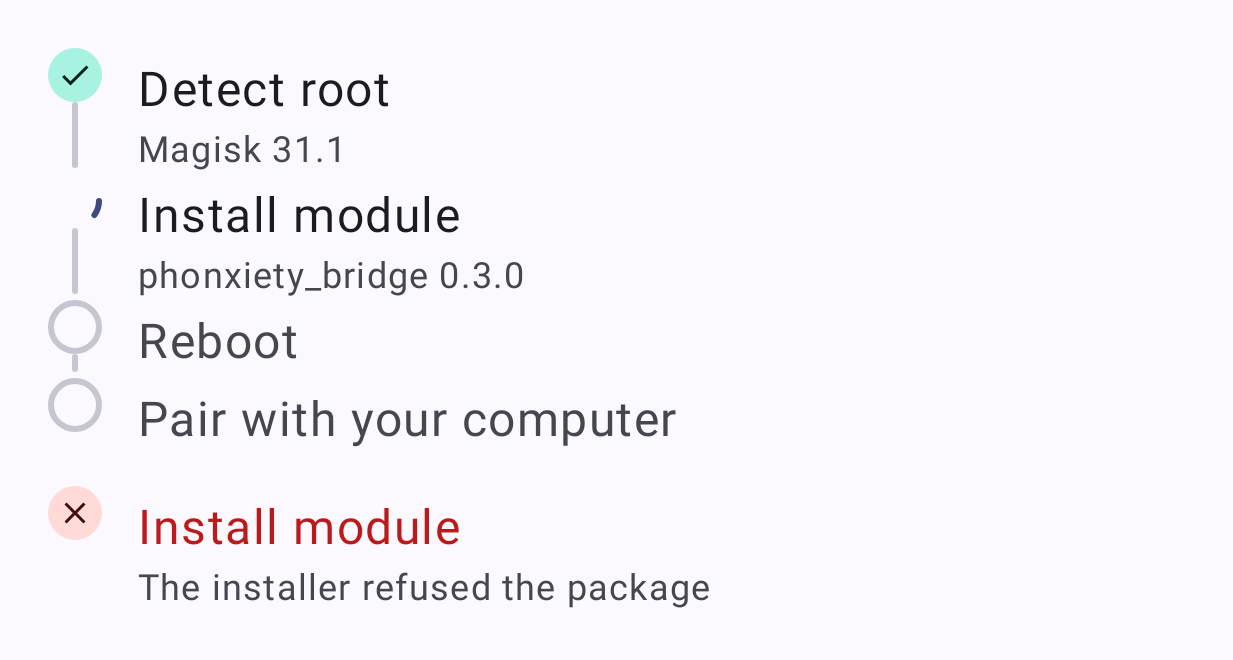 Detect root
Magisk 31.1
Install module
phonxiety_bridge 0.3.0
Reboot
Pair with your computer
Install module
The installer refused the package